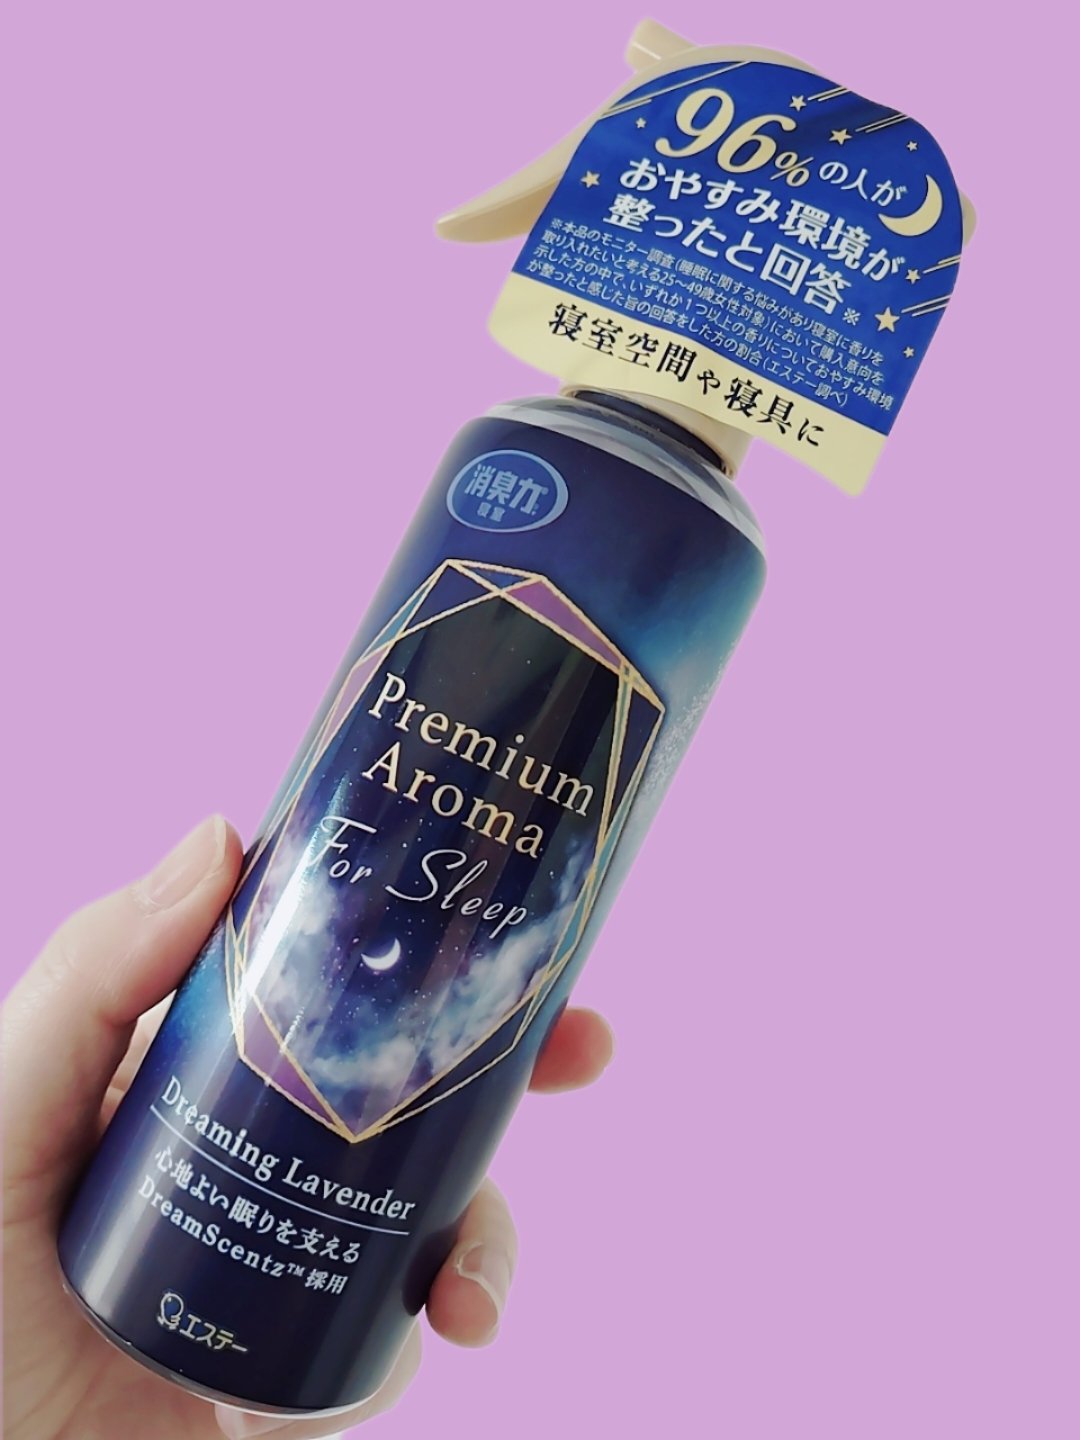 96%の人が
おやすみ環境が
整ったと回答※
※本品のモニター調査(睡眠に関する悩みがあり寝室に香りを
取り入れたいと考える25～49歳女性対象)において購入意向を
示した方の中で、いずれか1つ以上の香りについておやすみ環境
が整ったと感じた旨の回答をした方の割合(エステー調べ)
寝室空間や寝具に
消臭力
寝室
Premium
Aroma
For Sleep
Dreaming Lavender
心地よい眠りを支える
DreamScentz™採用
エステー